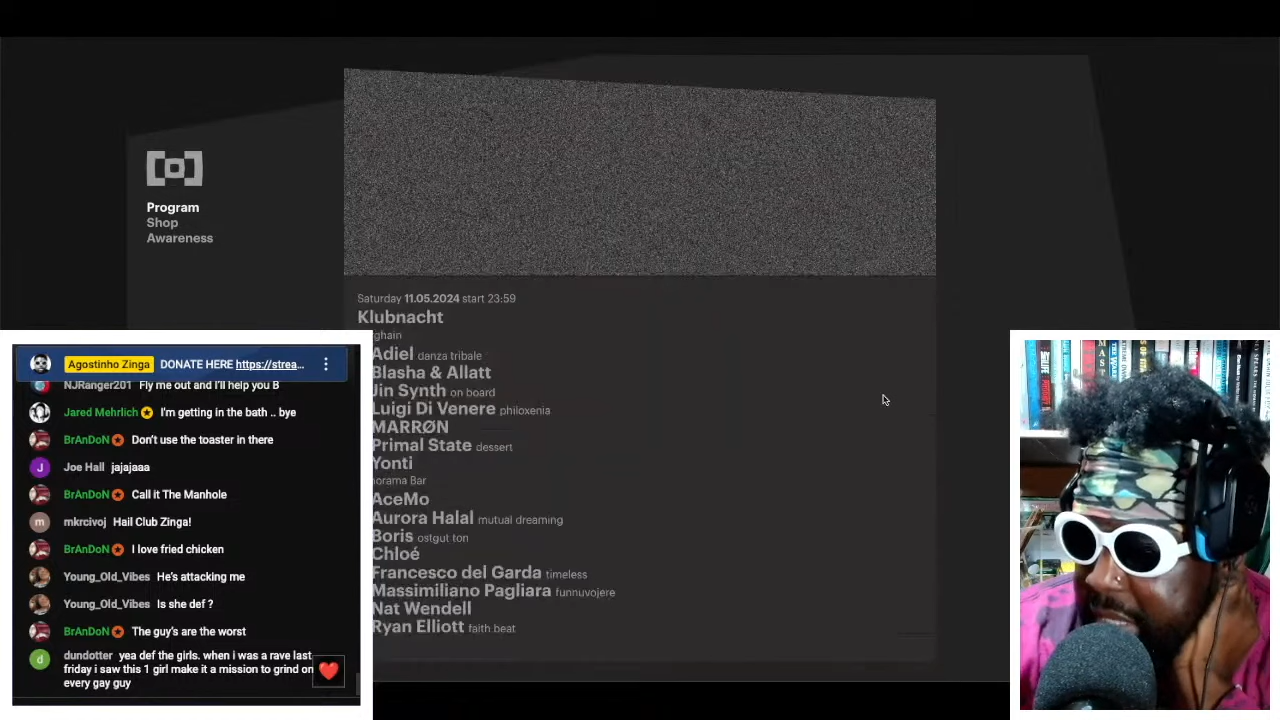 Program
Shop
Awareness
Saturday 11.05.2024 start 23:59
Klubnacht
ghain
Adiel danza tribale
Blasha & Allatt
Jin Synth on board
Luigi Di Venere philoxenia
MARRØN
Primal State dessert
Yonti
norama Bar
AceMo
Aurora Halal mutual dreaming
Boris ostgut ton
Chloé
Francesco del Garda timeless
Massimiliano Pagliara funnuvojere
Nat Wendell
Ryan Elliott faith beat
Agostinho Zinga DONATE HERE https://strea...
NJRanger201 Fly me out and I'll help you B
Jared Mehrlich I'm getting in the bath .. bye
BrAnDoN Don't use the toaster in there
J Joe Hall jajajaaa
BrAnDoN Call it The Manhole
m mkrcivoj Hail Club Zinga!
BrAnDoN I love fried chicken
Young_Old_Vibes He's attacking me
Young_Old_Vibes Is she def ?
BrAnDoN The guy's are the worst
d dundotter yea def the girls. when i was a rave last
friday i saw this 1 girl make it a mission to grind on
every gay guy